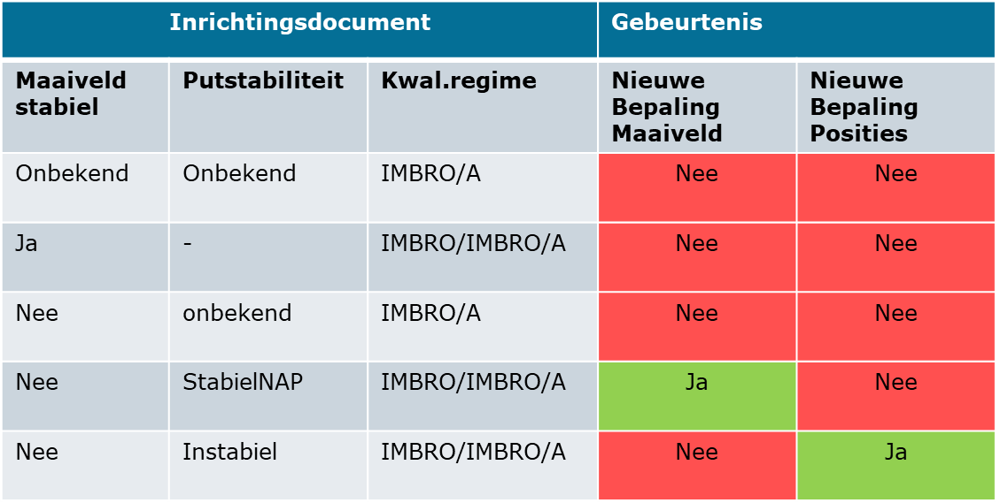 Inrichtingsdocument Gebeurtenis
Maaiveld stabiel Putstabiliteit Kwal.regime Nieuwe Bepaling Maaiveld Nieuwe Bepaling Posities
Onbekend Onbekend IMBRO/A Nee Nee
Ja - IMBRO/IMBRO/A Nee Nee
Nee onbekend IMBRO/A Nee Nee
Nee StabielNAP IMBRO/IMBRO/A Ja Nee
Nee Instabiel IMBRO/IMBRO/A Nee Ja